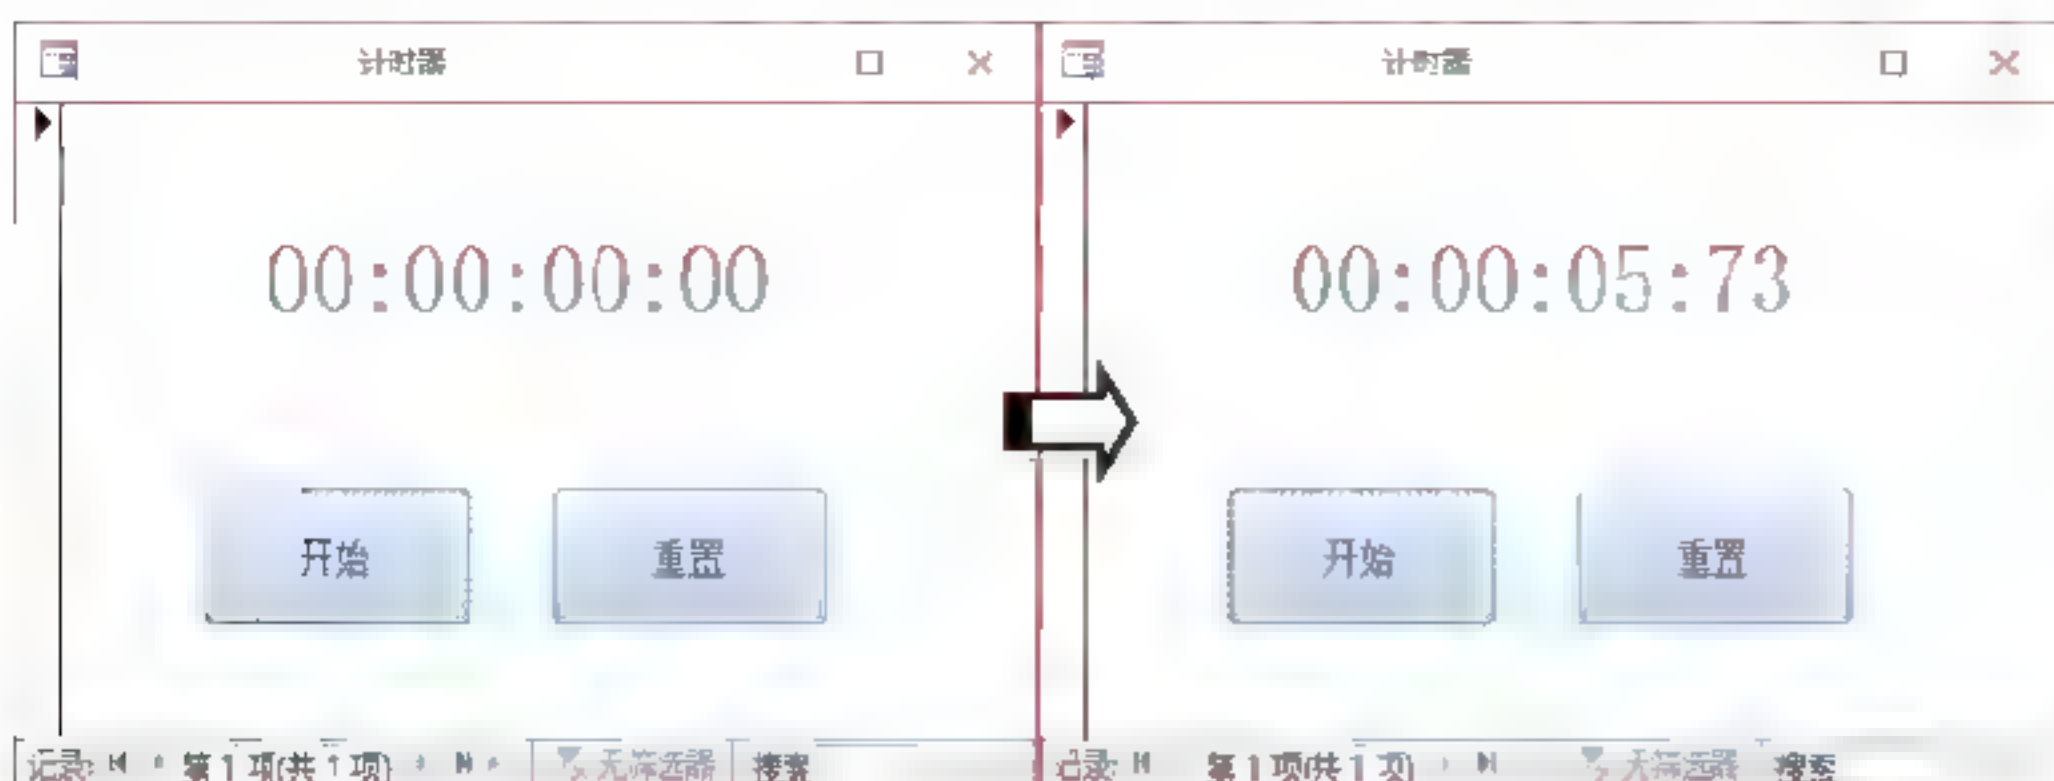 计时器
00:00:00:00
开始 重置
记录: 第 1 项(共 1 项) 无筛选器 搜索
计时器
00:00:05:73
开始 重置
记录: 第 1 项(共 1 项) 无筛选器 搜索